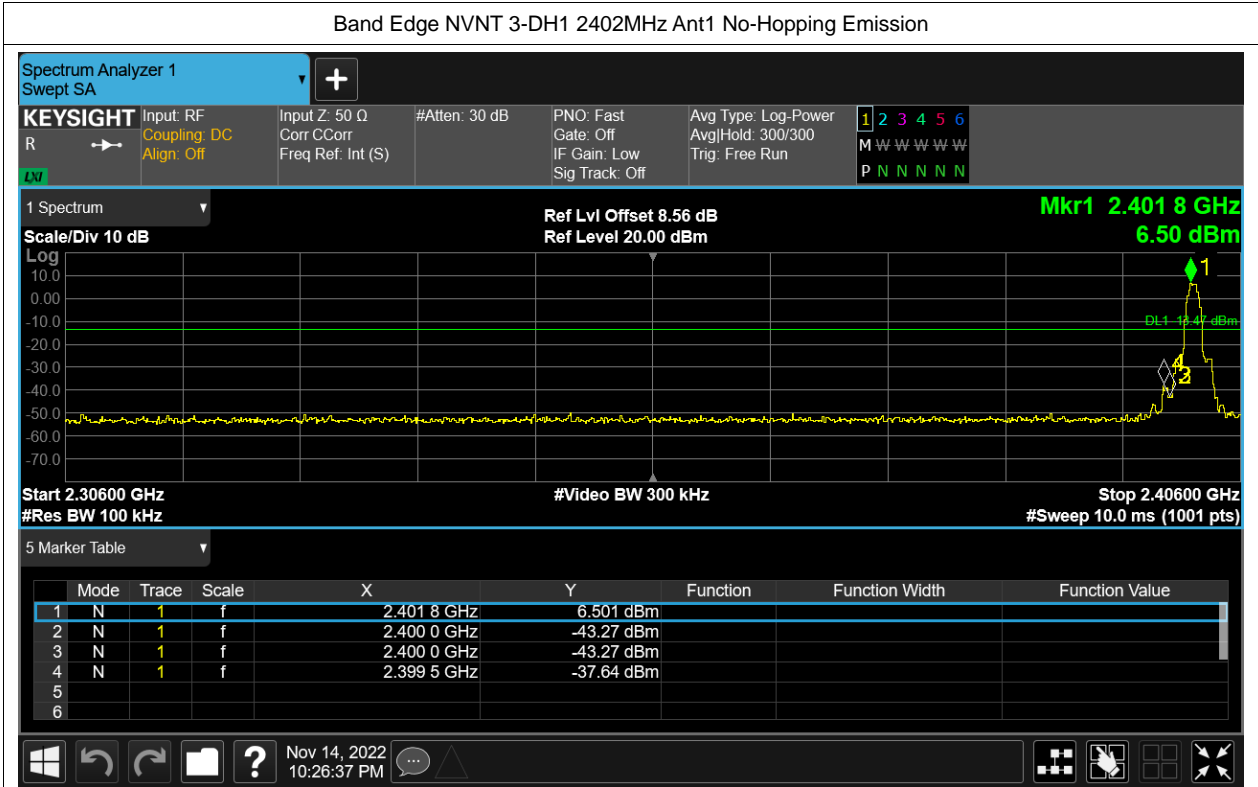 Band Edge NVNT 3-DH1 2402MHz Ant1 No-Hopping Emission
Spectrum Analyzer 1
Swept SA
KEYSIGHT
R
LXI
Input: RF
Coupling: DC
Align: Off
Input Z: 50 Ω
Corr CCorr
Freq Ref: Int (S)
#Atten: 30 dB
PNO: Fast
Gate: Off
IF Gain: Low
Sig Track: Off
Avg Type: Log-Power
Avg|Hold: 300/300
Trig: Free Run
1 2 3 4 5 6
M W W W W W
P N N N N N
1 Spectrum
Scale/Div 10 dB
Ref Lvl Offset 8.56 dB
Ref Level 20.00 dBm
Mkr1 2.401 8 GHz
6.50 dBm
Log
10.0
0.00
-10.0
-20.0
-30.0
-40.0
-50.0
-60.0
-70.0
1
DL1 -13.47 dBm
Start 2.30600 GHz
#Res BW 100 kHz
#Video BW 300 kHz
Stop 2.40600 GHz
#Sweep 10.0 ms (1001 pts)
5 Marker Table
Mode Trace Scale X Y Function Function Width Function Value
1 N 1 f 2.401 8 GHz 6.501 dBm
2 N 1 f 2.400 0 GHz -43.27 dBm
3 N 1 f 2.400 0 GHz -43.27 dBm
4 N 1 f 2.399 5 GHz -37.64 dBm
5
6
?
Nov 14, 2022
10:26:37 PM